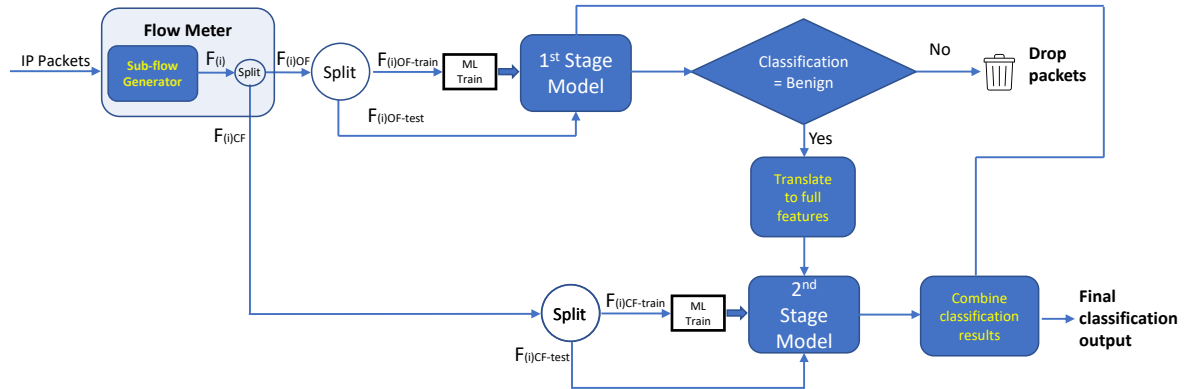 Flow Meter
IP Packets
Sub-flow
Generator
F(i)
Split
F(i)OF
Split
F(i)OF-train
ML
Train
1st Stage
Model
Classification
= Benign
No
Drop
packets
F(i)OF-test
F(i)CF
Yes
Translate
to full
features
Split
F(i)CF-train
ML
Train
2nd
Stage
Model
Combine
classification
results
Final
classification
output
F(i)CF-test